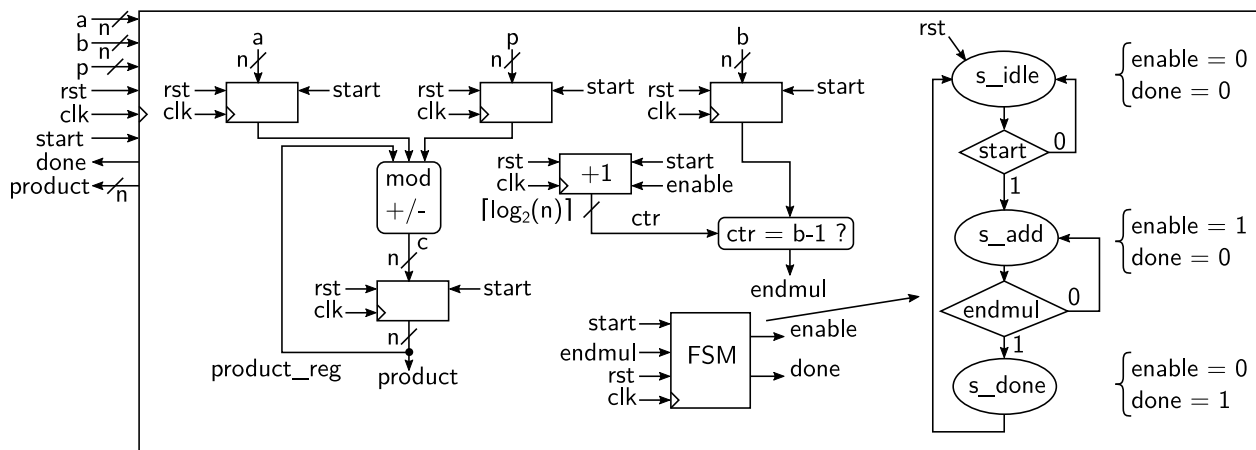 a
n
b
n
p
rst
clk
start
done
product
n
a
n
rst
clk
start
p
n
rst
clk
start
b
n
rst
clk
start
mod
+/-
n
c
rst
clk
start
n
product_reg
product
rst
clk
+1
start
enable
⌈log₂(n)⌉
ctr
ctr = b-1 ?
endmul
start
endmul
rst
clk
FSM
enable
done
rst
s_idle
enable = 0
done = 0
start
0
1
s_add
enable = 1
done = 0
endmul
0
1
s_done
enable = 0
done = 1